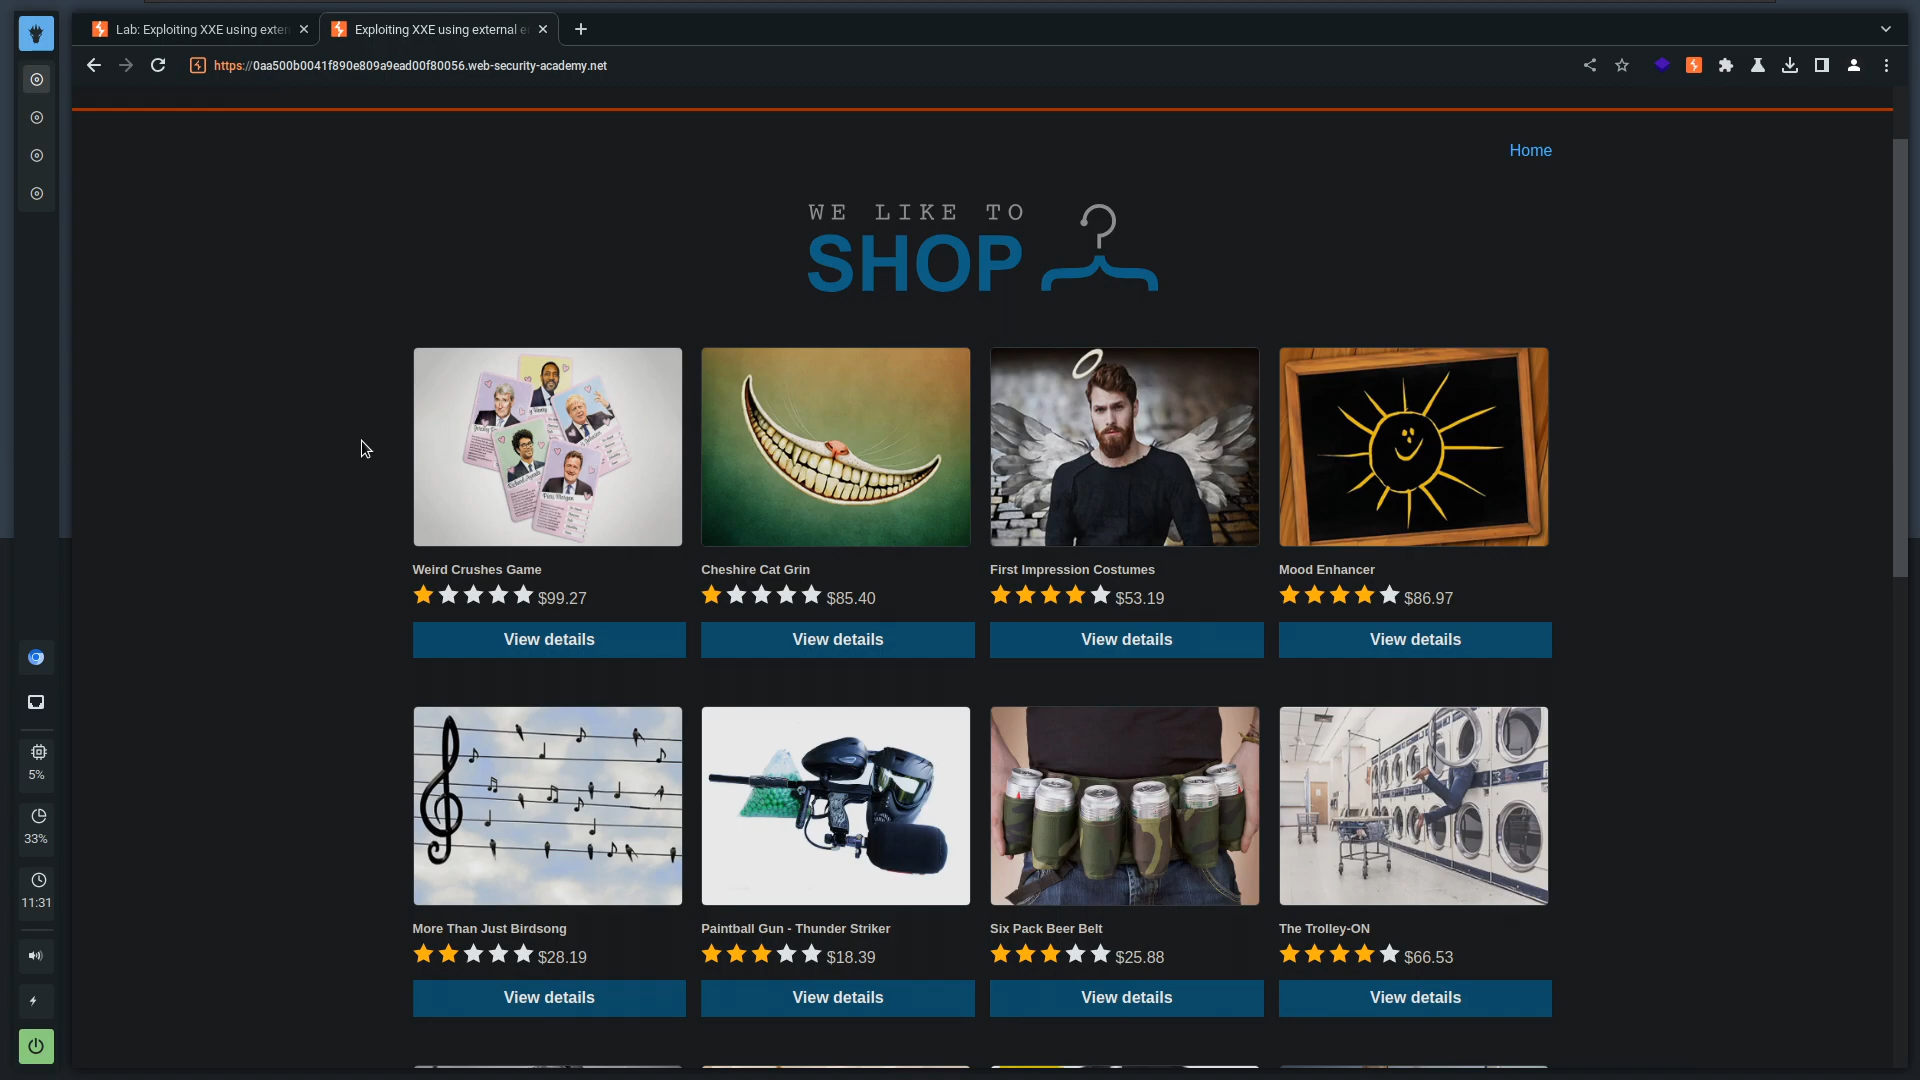 Lab: Exploiting XXE using exter
Exploiting XXE using external e
https://0aa500b0041f890e809a9ead00f80056.web-security-academy.net
Home
WE LIKE TO
SHOP
Weird Crushes Game
$99.27
View details
Cheshire Cat Grin
$85.40
View details
First Impression Costumes
$53.19
View details
Mood Enhancer
$86.97
View details
More Than Just Birdsong
$28.19
View details
Paintball Gun - Thunder Striker
$18.39
View details
Six Pack Beer Belt
$25.88
View details
The Trolley-ON
$66.53
View details
5%
33%
11:31